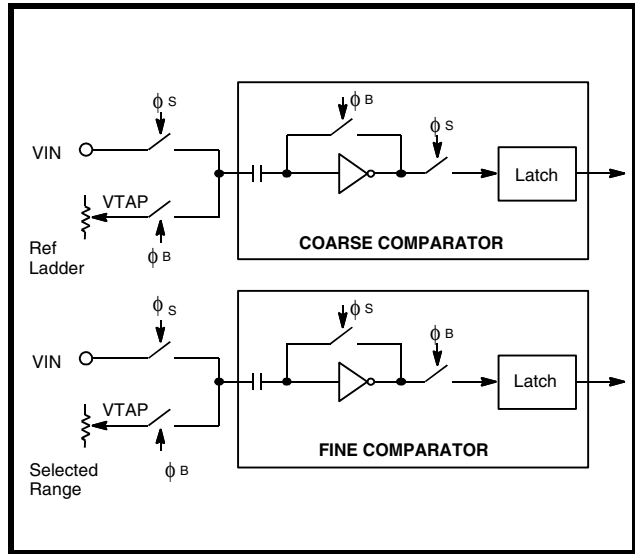 ϕ S
ϕ B
ϕ S
VIN
VTAP
Latch
Ref
Ladder
ϕ B
COARSE COMPARATOR
ϕ S
ϕ S
ϕ B
VIN
VTAP
Latch
Selected
Range
ϕ B
FINE COMPARATOR